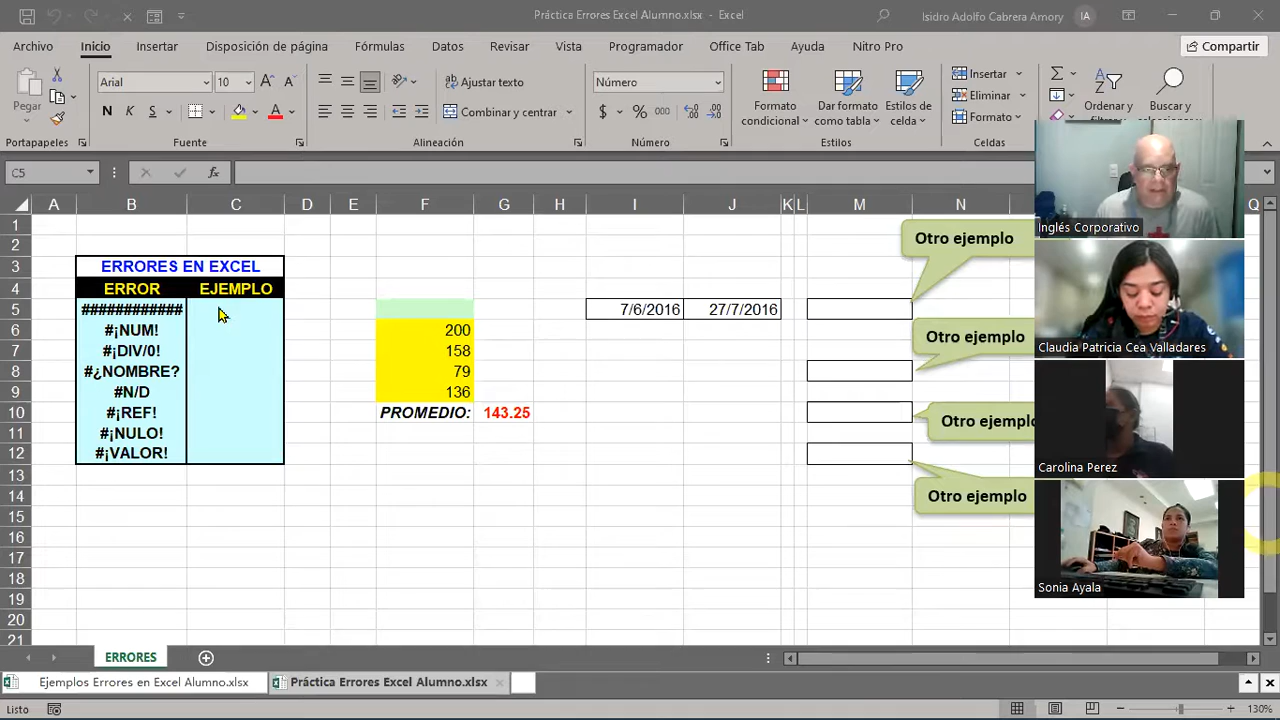 Práctica Errores Excel Alumno.xlsx - Excel
Isidro Adolfo Cabrera Amory IA
Archivo Inicio Insertar Disposición de página Fórmulas Datos Revisar Vista Programador Office Tab Ayuda Nitro Pro Compartir
Pegar
Arial 10
N K S
Ajustar texto
Combinar y centrar
Número
$ % 000
Formato condicional
Dar formato como tabla
Estilos de celda
Insertar
Eliminar
Formato
Ordenar y
Buscar y
Portapapeles Fuente Alineación Número Estilos Celdas
C5
A B C D E F G H I J K L M N Q
1
2
3 ERRORES EN EXCEL
4 ERROR EJEMPLO
5 ############ 7/6/2016 27/7/2016
6 #¡NUM! 200
7 #¡DIV/0! 158
8 #¿NOMBRE? 79
9 #N/D 136
10 #¡REF! PROMEDIO: 143.25
11 #¡NULO!
12 #¡VALOR!
13
14
15
16
17
18
19
20
21
Otro ejemplo
Otro ejemplo
Otro ejemplo
Otro ejemplo
Inglés Corporativo
Claudia Patricia Cea Valladares
Carolina Perez
Sonia Ayala
ERRORES
Ejemplos Errores en Excel Alumno.xlsx Práctica Errores Excel Alumno.xlsx
Listo 130%